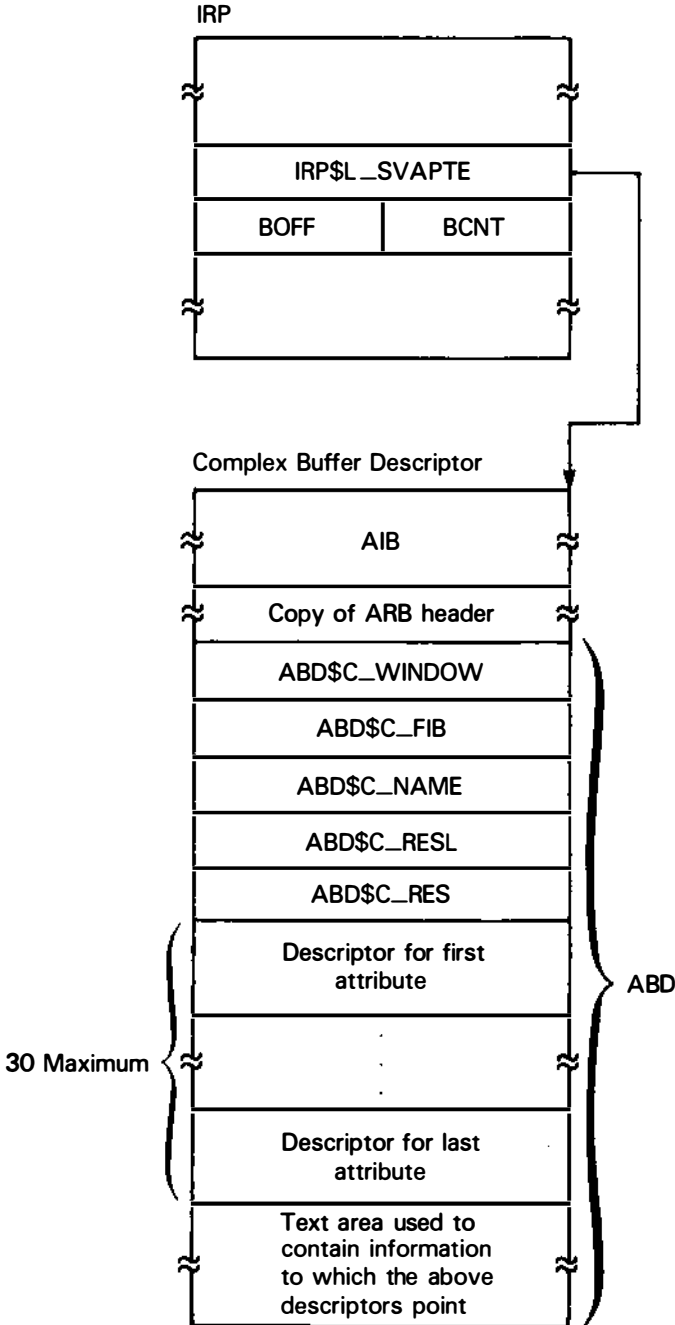 IRP
IRP$L_SVAPTE
BOFF BCNT
Complex Buffer Descriptor
AIB
Copy of ARB header
ABD$C_WINDOW
ABD$C_FIB
ABD$C_NAME
ABD$C_RESL
ABD$C_RES
Descriptor for first
attribute
ABD
30 Maximum
.
.
.
Descriptor for last
attribute
Text area used to
contain information
to which the above
descriptors point